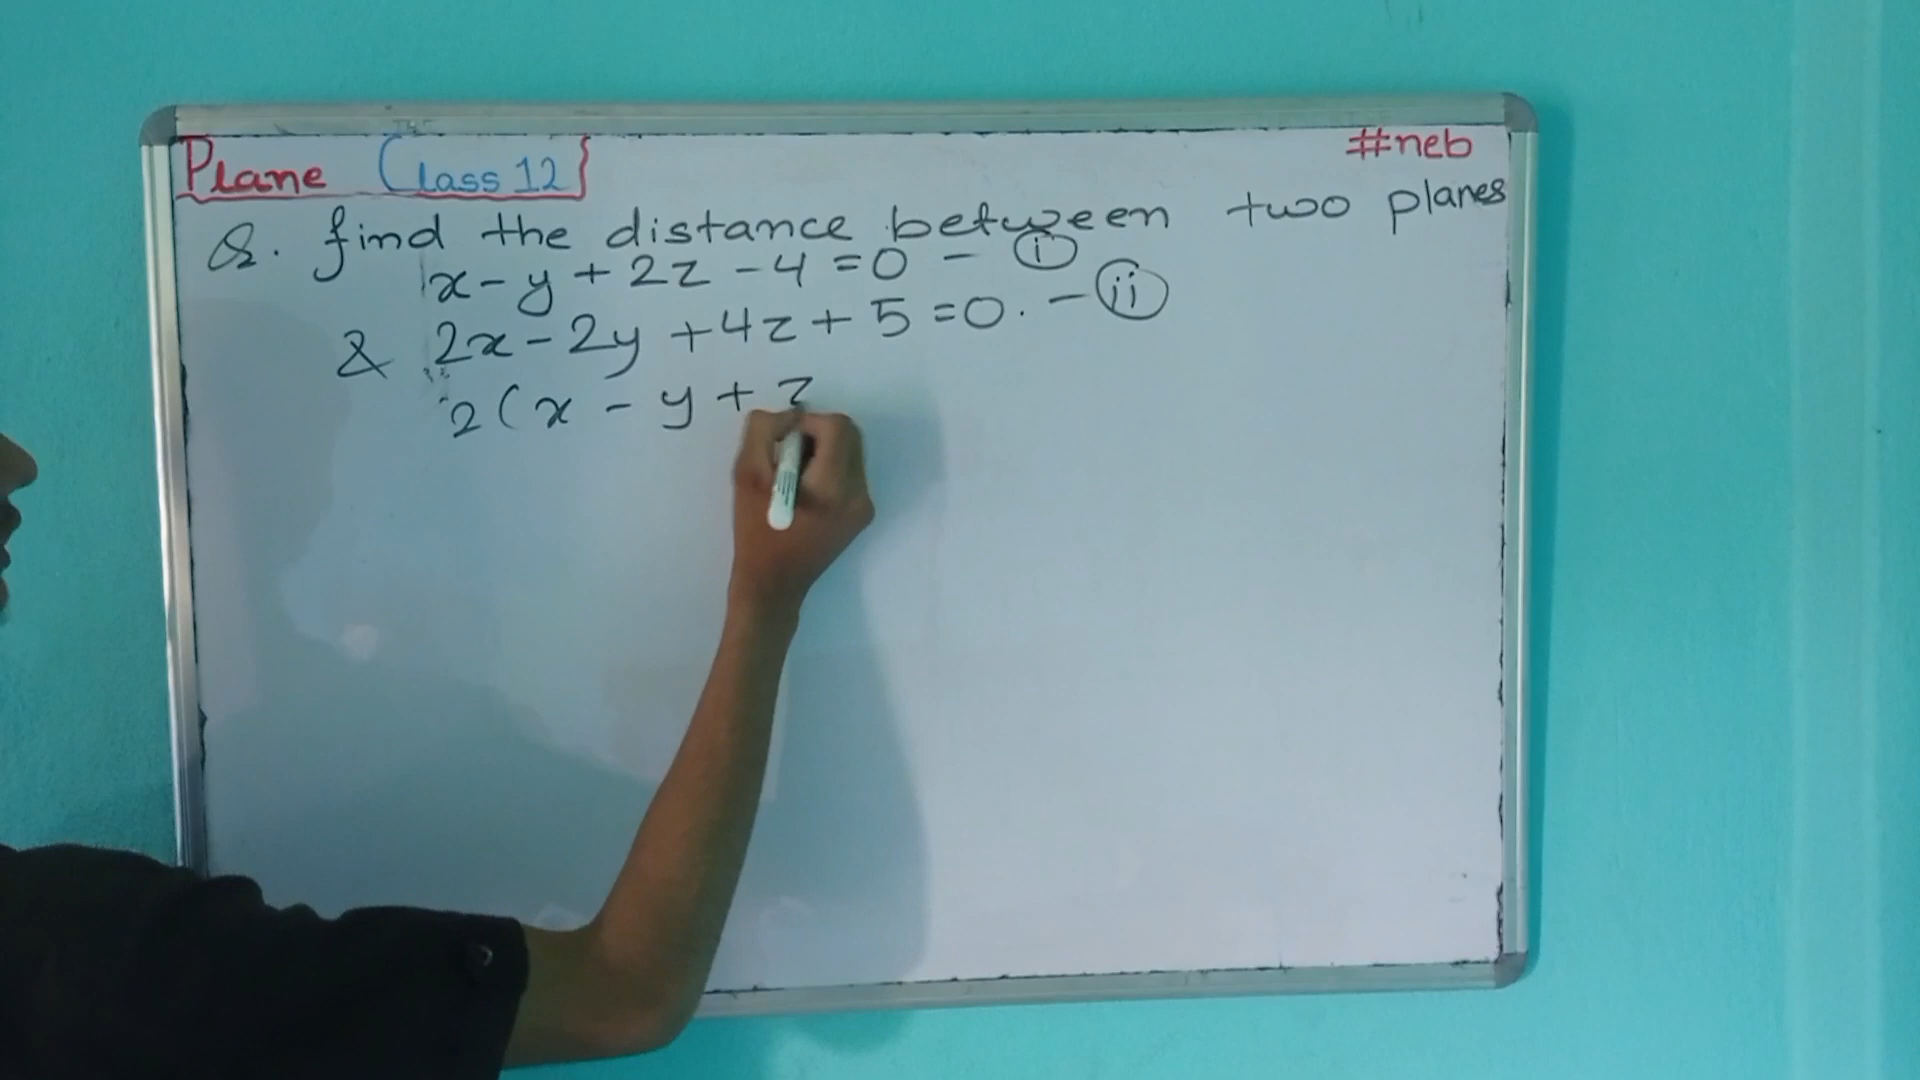 Plane Class 12
#neb
Q. find the distance between two planes
x - y + 2z - 4 = 0 - (i)
& 2x - 2y + 4z + 5 = 0. - (ii)
2 ( x - y +